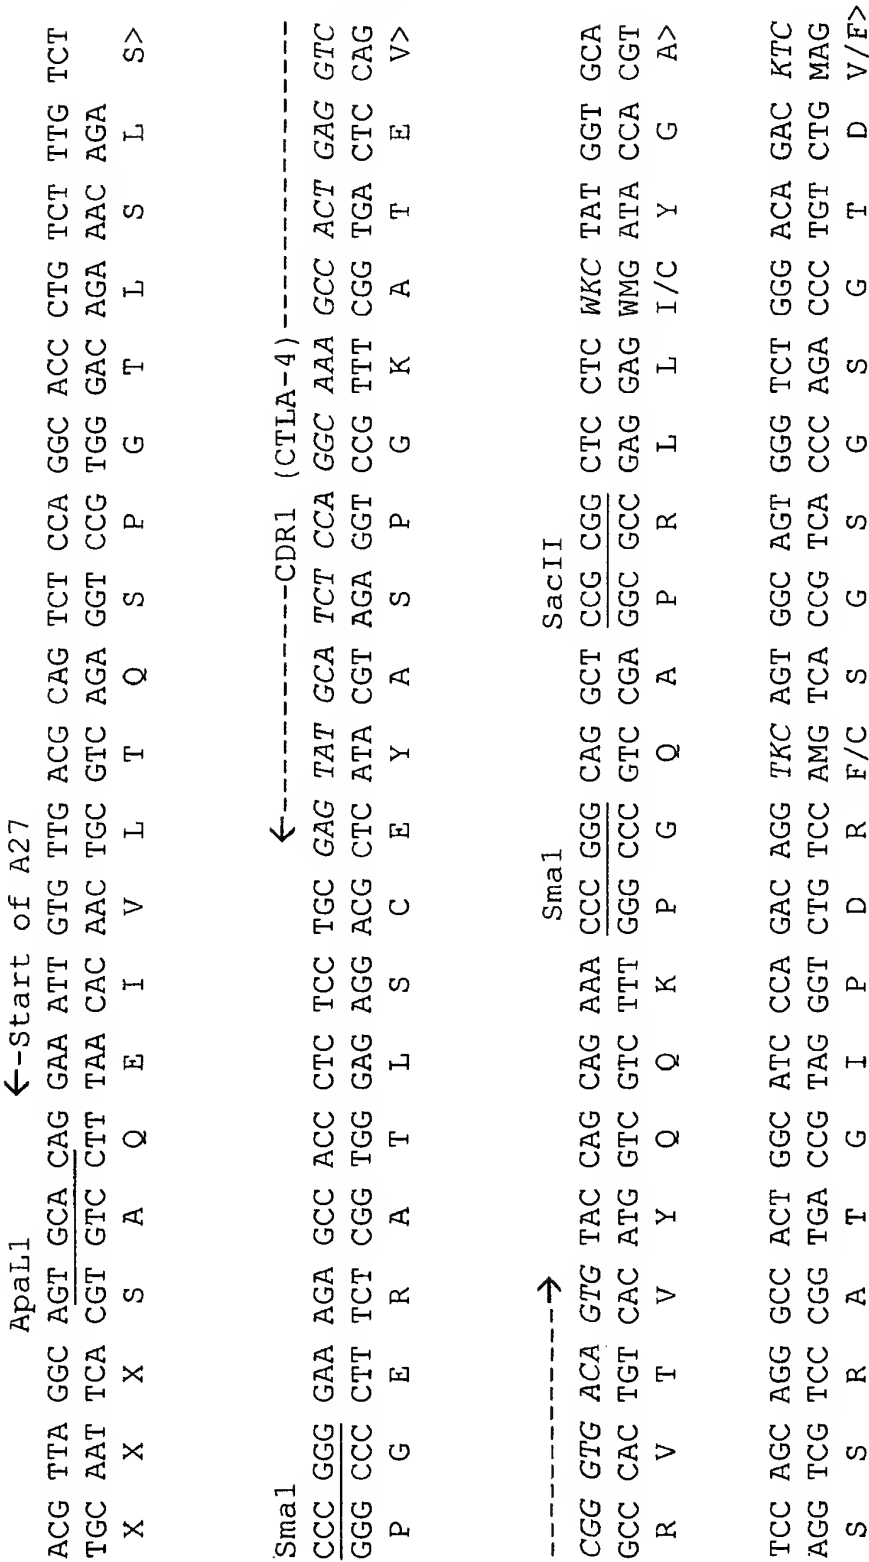 ApaL1 ←-Start of A27
ACG TTA GGC AGT GCA CAG GAA ATT GTG TTG ACG CAG TCT CCA GGC ACC CTG TCT TTG TCT
TGC AAT TCA CGT GTC CTT TAA CAC AAC TGC GTC AGA GGT CCG TGG GAC AGA AAC AGA
X X X S A Q E I V L T Q S P G T L S L S>
Sma1 ←-----------CDR1 (CTLA-4)---------------
CCC GGG GAA AGA GCC ACC CTC TCC TGC GAG TAT GCA TCT CCA GGC AAA GCC ACT GAG GTC
GGG CCC CTT TCT CGG TGG GAG AGG ACG CTC ATA CGT AGA GGT CCG TTT CGG TGA CTC CAG
P G E R A T L S C E Y A S P G K A T E V>
------------→ Sma1 SacII
CGG GTG ACA GTG TAC CAG CAG AAA CCC GGG CAG GCT CCG CGG CTC CTC WKC TAT GGT GCA
GCC CAC TGT CAC ATG GTC GTC TTT GGG CCC GTC CGA GGC GCC GAG GAG WMG ATA CCA CGT
R V T V Y Q Q K P G Q A P R L L I/C Y G A>
TCC AGC AGG GCC ACT GGC ATC CCA GAC AGG TKC AGT GGC AGT GGG TCT GGG ACA GAC KTC
AGG TCG TCC CGG TGA CCG TAG GGT CTG TCC AMG TCA CCG TCA CCC AGA CCC TGT CTG MAG
S S R A T G I P D R F/C S G S G S G T D V/F>